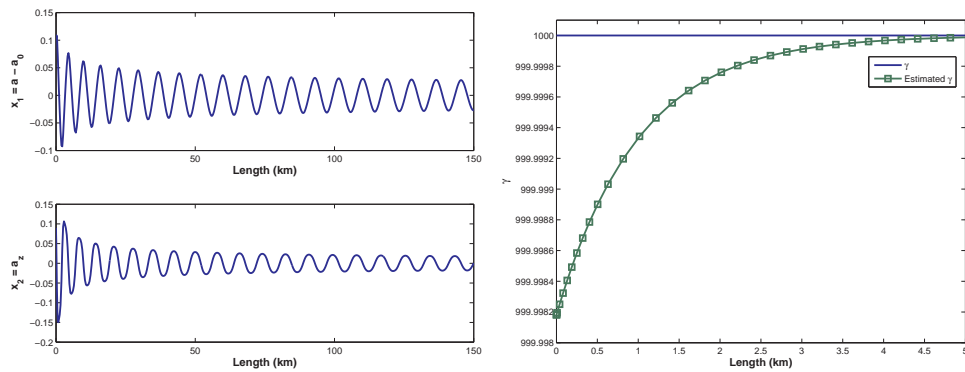 0.15
0.1
0.05
0
−0.05
−0.1
x1 = a − a0
0 50 100 150
Length (km)
0.15
0.1
0.05
0
−0.05
−0.1
−0.15
−0.2
x2 = az
0 50 100 150
Length (km)
1000
999.9998
999.9996
999.9994
999.9992
999.999
999.9988
999.9986
999.9984
999.9982
999.998
γ
γ
Estimated γ
0 0.5 1 1.5 2 2.5 3 3.5 4 4.5 5
Length (km)